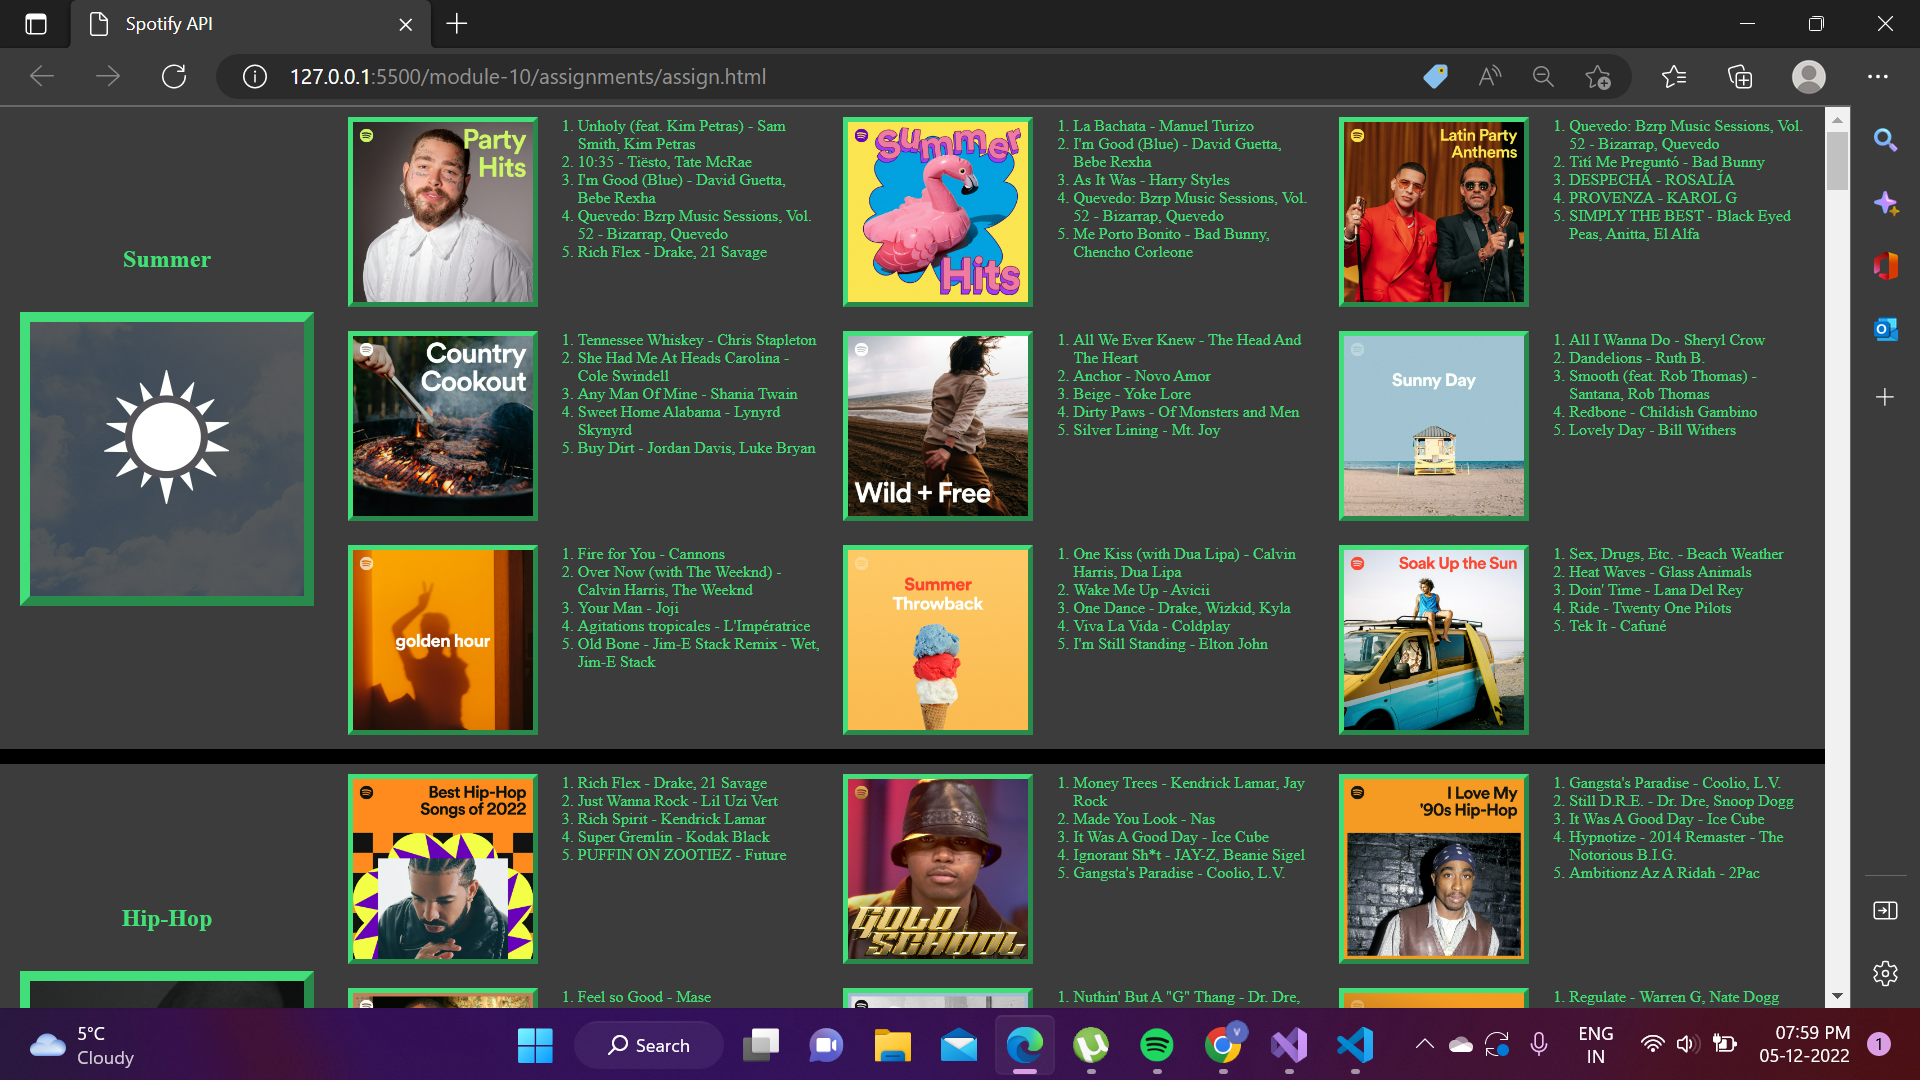 Spotify API
127.0.0.1:5500/module-10/assignments/assign.html
Summer
Party
Hits
1. Unholy (feat. Kim Petras) - Sam
Smith, Kim Petras
2. 10:35 - Tiësto, Tate McRae
3. I'm Good (Blue) - David Guetta,
Bebe Rexha
4. Quevedo: Bzrp Music Sessions, Vol.
52 - Bizarrap, Quevedo
5. Rich Flex - Drake, 21 Savage
Summer
Hits
1. La Bachata - Manuel Turizo
2. I'm Good (Blue) - David Guetta,
Bebe Rexha
3. As It Was - Harry Styles
4. Quevedo: Bzrp Music Sessions, Vol.
52 - Bizarrap, Quevedo
5. Me Porto Bonito - Bad Bunny,
Chencho Corleone
Latin Party
Anthems
1. Quevedo: Bzrp Music Sessions, Vol.
52 - Bizarrap, Quevedo
2. Tití Me Preguntó - Bad Bunny
3. DESPECHÁ - ROSALÍA
4. PROVENZA - KAROL G
5. SIMPLY THE BEST - Black Eyed
Peas, Anitta, El Alfa
Country
Cookout
1. Tennessee Whiskey - Chris Stapleton
2. She Had Me At Heads Carolina -
Cole Swindell
3. Any Man Of Mine - Shania Twain
4. Sweet Home Alabama - Lynyrd
Skynyrd
5. Buy Dirt - Jordan Davis, Luke Bryan
Wild + Free
1. All We Ever Knew - The Head And
The Heart
2. Anchor - Novo Amor
3. Beige - Yoke Lore
4. Dirty Paws - Of Monsters and Men
5. Silver Lining - Mt. Joy
Sunny Day
1. All I Wanna Do - Sheryl Crow
2. Dandelions - Ruth B.
3. Smooth (feat. Rob Thomas) -
Santana, Rob Thomas
4. Redbone - Childish Gambino
5. Lovely Day - Bill Withers
golden hour
1. Fire for You - Cannons
2. Over Now (with The Weeknd) -
Calvin Harris, The Weeknd
3. Your Man - Joji
4. Agitations tropicales - L'Impératrice
5. Old Bone - Jim-E Stack Remix - Wet,
Jim-E Stack
Summer
Throwback
1. One Kiss (with Dua Lipa) - Calvin
Harris, Dua Lipa
2. Wake Me Up - Avicii
3. One Dance - Drake, Wizkid, Kyla
4. Viva La Vida - Coldplay
5. I'm Still Standing - Elton John
Soak Up the Sun
1. Sex, Drugs, Etc. - Beach Weather
2. Heat Waves - Glass Animals
3. Doin' Time - Lana Del Rey
4. Ride - Twenty One Pilots
5. Tek It - Cafuné
Hip-Hop
Best Hip-Hop
Songs of 2022
1. Rich Flex - Drake, 21 Savage
2. Just Wanna Rock - Lil Uzi Vert
3. Rich Spirit - Kendrick Lamar
4. Super Gremlin - Kodak Black
5. PUFFIN ON ZOOTIEZ - Future
GOLD
SCHOOL
1. Money Trees - Kendrick Lamar, Jay
Rock
2. Made You Look - Nas
3. It Was A Good Day - Ice Cube
4. Ignorant Sh*t - JAY-Z, Beanie Sigel
5. Gangsta's Paradise - Coolio, L.V.
I Love My
'90s Hip-Hop
1. Gangsta's Paradise - Coolio, L.V.
2. Still D.R.E. - Dr. Dre, Snoop Dogg
3. It Was A Good Day - Ice Cube
4. Hypnotize - 2014 Remaster - The
Notorious B.I.G.
5. Ambitionz Az A Ridah - 2Pac
1. Feel so Good - Mase
1. Nuthin' But A "G" Thang - Dr. Dre,
1. Regulate - Warren G, Nate Dogg
5°C
Cloudy
Search
V
ENG
IN
07:59 PM
05-12-2022
1